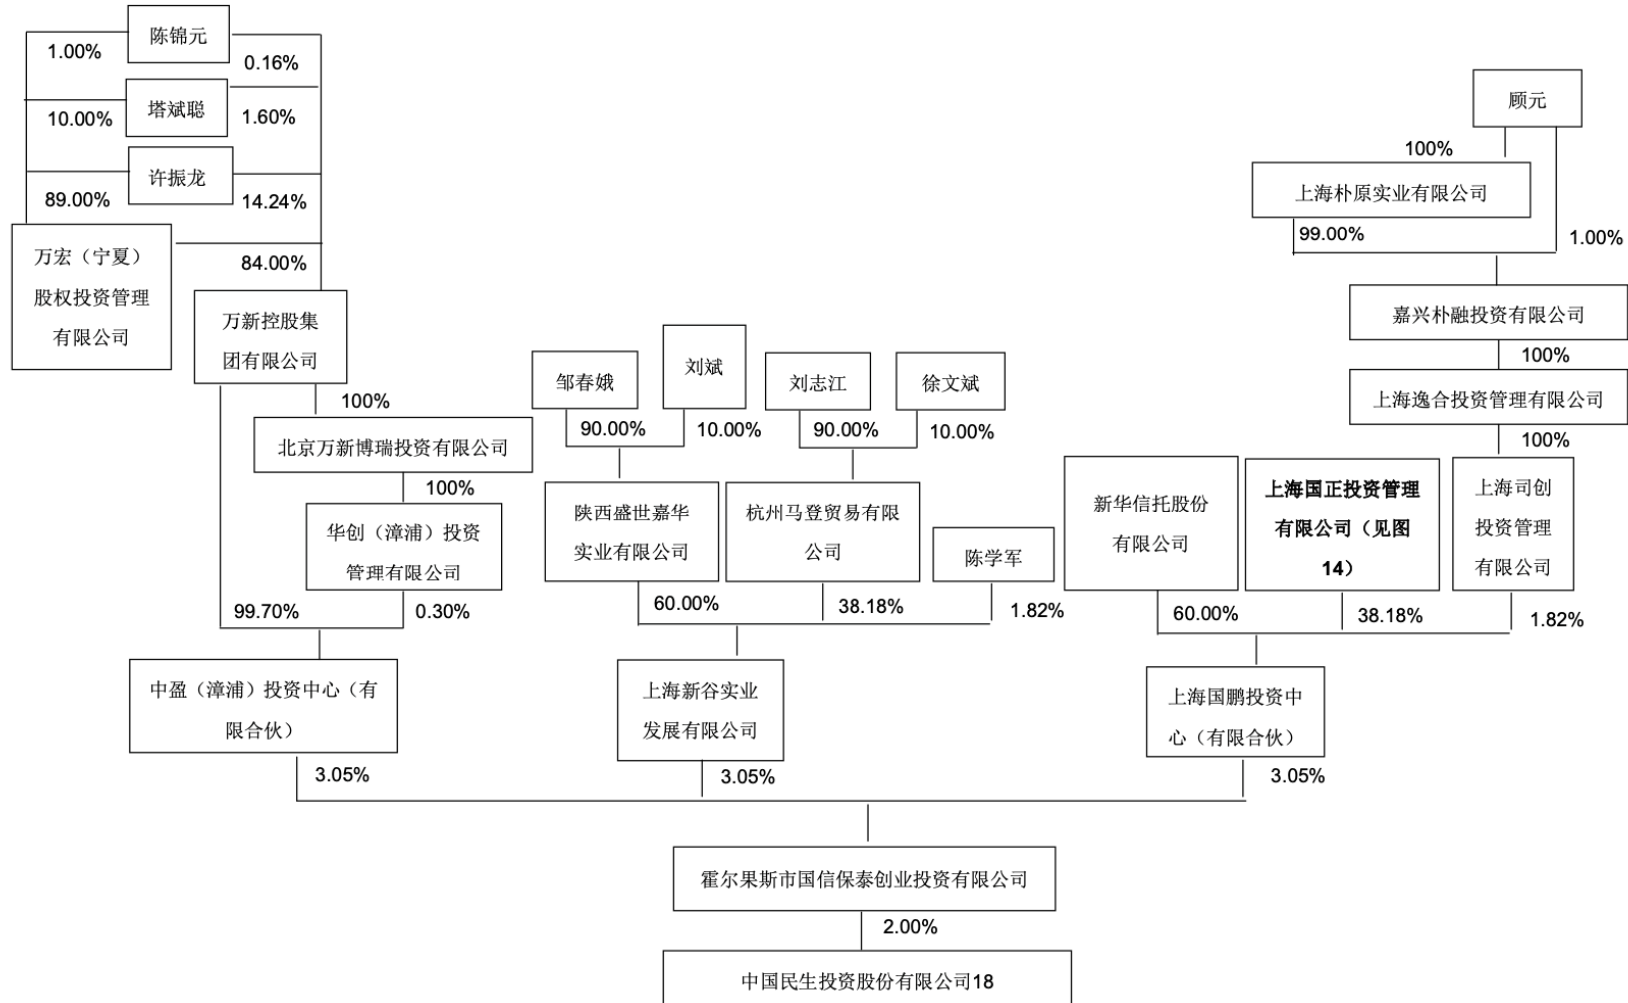 陈锦元
1.00%
0.16%
塔斌聪
10.00%
1.60%
许振龙
89.00%
14.24%
万宏（宁夏）
股权投资管理
有限公司
84.00%
万新控股集
团有限公司
100%
北京万新博瑞投资有限公司
100%
华创（漳浦）投资
管理有限公司
99.70%
0.30%
中盈（漳浦）投资中心（有
限合伙）
3.05%
邹春娥
刘斌
90.00%
10.00%
陕西盛世嘉华
实业有限公司
刘志江
徐文斌
90.00%
10.00%
杭州马登贸易有限
公司
陈学军
60.00%
38.18%
1.82%
上海新谷实业
发展有限公司
3.05%
顾元
100%
上海朴原实业有限公司
99.00%
1.00%
嘉兴朴融投资有限公司
100%
上海逸合投资管理有限公司
100%
新华信托股份
有限公司
上海国正投资管理
有限公司（见图
14）
上海司创
投资管理
有限公司
60.00%
38.18%
1.82%
上海国鹏投资中
心（有限合伙）
3.05%
霍尔果斯市国信保泰创业投资有限公司
2.00%
中国民生投资股份有限公司18